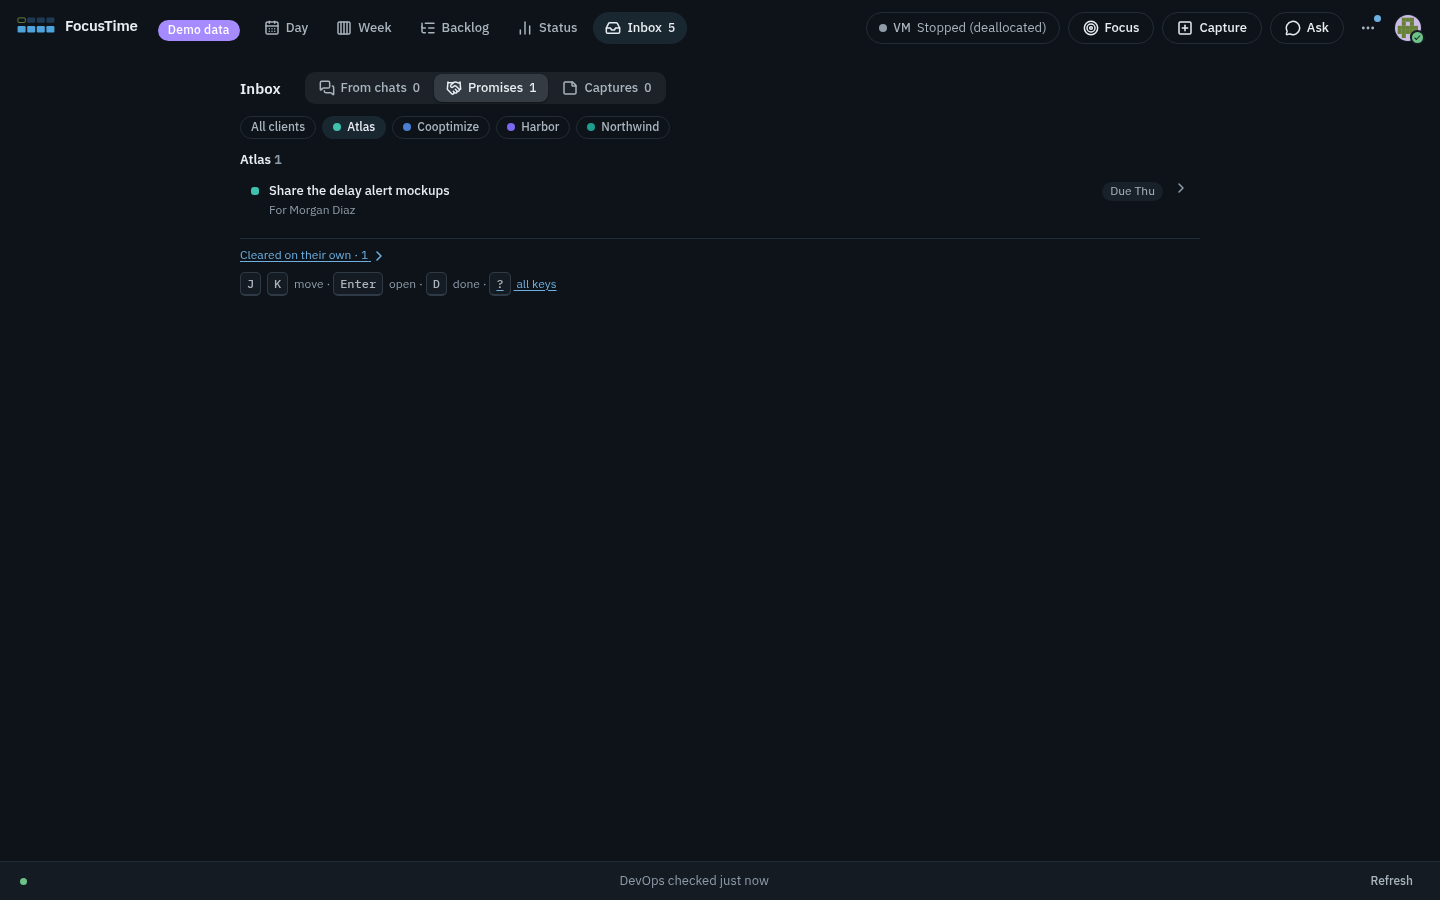 FocusTime
Demo data
Day
Week
Backlog
Status
Inbox 5
VM Stopped (deallocated)
Focus
Capture
Ask
Inbox
From chats 0
Promises 1
Captures 0
All clients
Atlas
Cooptimize
Harbor
Northwind
Atlas 1
Share the delay alert mockups
Due Thu
For Morgan Diaz
Cleared on their own · 1
J K move · Enter open · D done · ? all keys
DevOps checked just now
Refresh